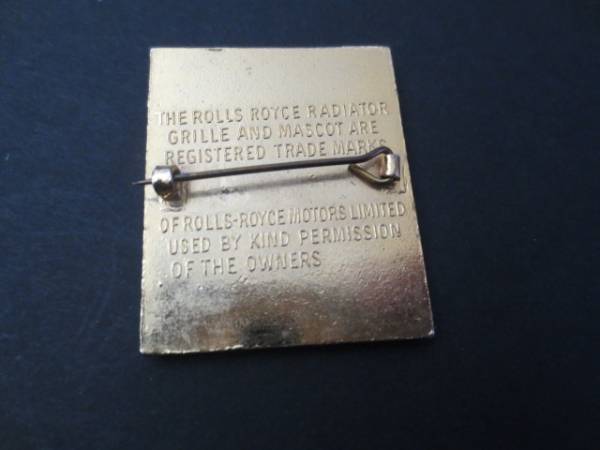 THE ROLLS ROYCE RADIATOR
GRILLE AND MASCOT ARE
REGISTERED TRADE MARKS
OF ROLLS-ROYCE MOTORS LIMITED
USED BY KIND PERMISSION
OF THE OWNERS